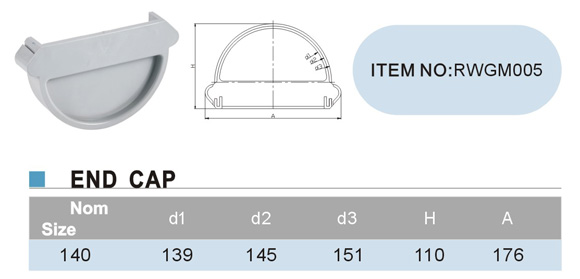 H
d1
d2
d3
A
ITEM NO:RWGM005
END CAP
Nom Size d1 d2 d3 H A
140 139 145 151 110 176